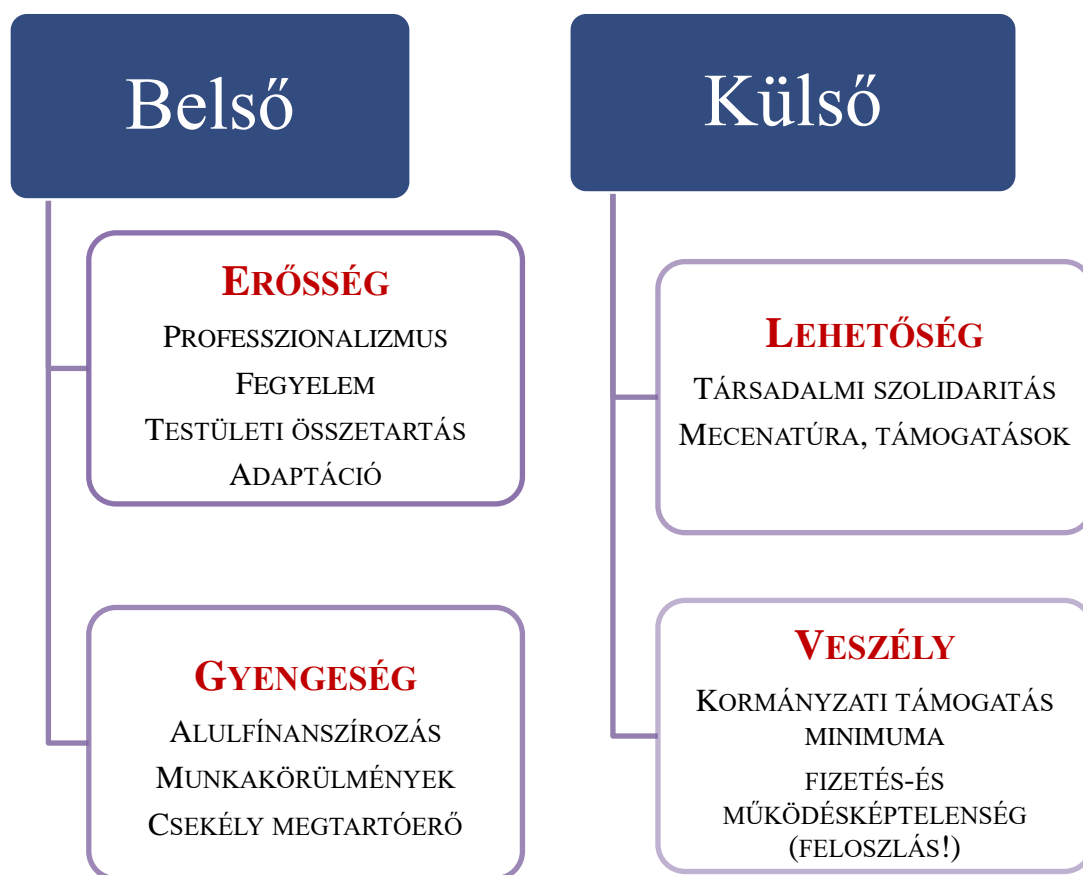 Belső
ERŐSSÉG
PROFESSZIONALIZMUS
FEGYELEM
TESTÜLETI ÖSSZETARTÁS
ADAPTÁCIÓ
GYENGESÉG
ALULFÍNANSZÍROZÁS
MUNKAKÖRÜLMÉNYEK
CSEKÉLY MEGTARTÓERŐ
Külső
LEHETŐSÉG
TÁRSADALMI SZOLIDARITÁS
MECENATÚRA, TÁMOGATÁSOK
VESZÉLY
KORMÁNYZATI TÁMOGATÁS
MINIMUMA
FIZETÉS-ÉS
MŰKÖDÉSKÉPTELENSÉG
(FELOSZLÁS!)